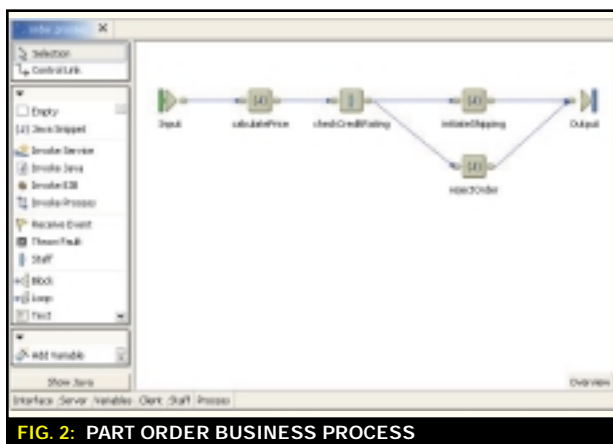 order.process
Selection
Control Link
Empty
Java Snippet
Invoke Service
Invoke Java
Invoke EJB
Invoke Process
Receive Event
Throw Fault
Staff
Block
Loop
Add Variable
Show Java
Input
calculatePrice
checkCreditRating
initiateShipping
Output
rejectOrder
Overview
Interface Server Variables Client Staff Process
FIG. 2: PART ORDER BUSINESS PROCESS